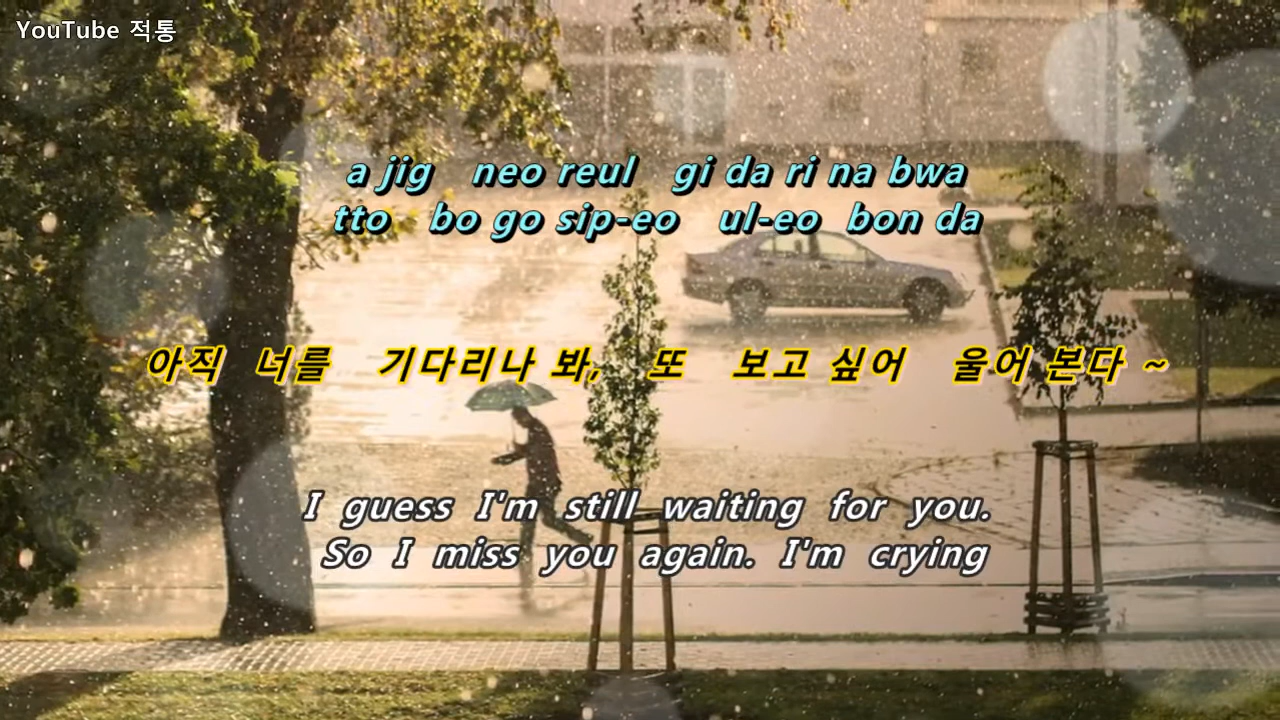 YouTube 적통
a jig neo reul gi da ri na bwa
tto bo go sip-eo ul-eo bon da
아직 너를 기다리나 봐, 또 보고 싶어 울어 본다 ~
I guess I'm still waiting for you.
So I miss you again. I'm crying